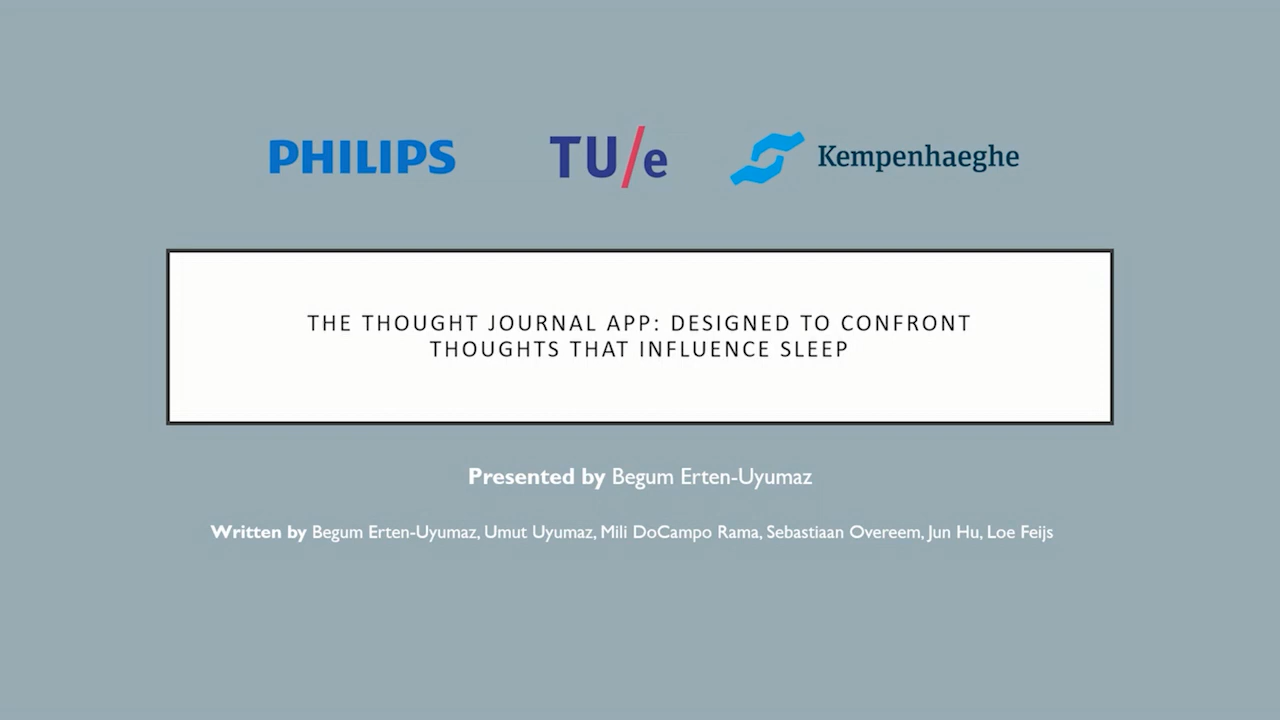 PHILIPS TU/e Kempenhaeghe
THE THOUGHT JOURNAL APP: DESIGNED TO CONFRONT
THOUGHTS THAT INFLUENCE SLEEP
Presented by Begum Erten-Uyumaz
Written by Begum Erten-Uyumaz, Umut Uyumaz, Mili DoCampo Rama, Sebastiaan Overeem, Jun Hu, Loe Feijs